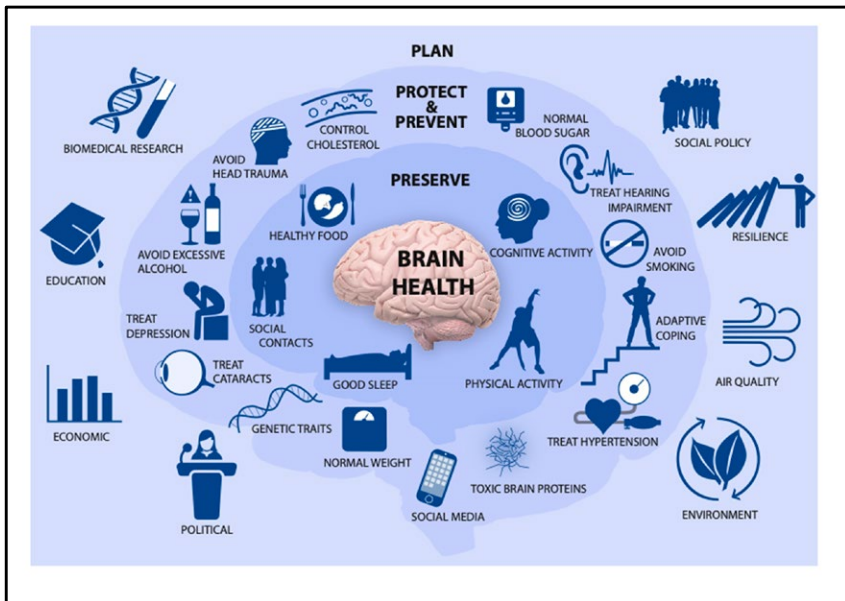 PLAN
PROTECT
&
PREVENT
PRESERVE
BRAIN
HEALTH
BIOMEDICAL RESEARCH
CONTROL
CHOLESTEROL
NORMAL
BLOOD SUGAR
SOCIAL POLICY
AVOID
HEAD TRAUMA
TREAT HEARING
IMPAIRMENT
HEALTHY FOOD
COGNITIVE ACTIVITY
AVOID EXCESSIVE
ALCOHOL
AVOID
SMOKING
RESILIENCE
EDUCATION
TREAT
DEPRESSION
SOCIAL
CONTACTS
ADAPTIVE
COPING
AIR QUALITY
TREAT
CATARACTS
GOOD SLEEP
PHYSICAL ACTIVITY
ECONOMIC
GENETIC TRAITS
NORMAL WEIGHT
TREAT HYPERTENSION
TOXIC BRAIN PROTEINS
SOCIAL MEDIA
POLITICAL
ENVIRONMENT